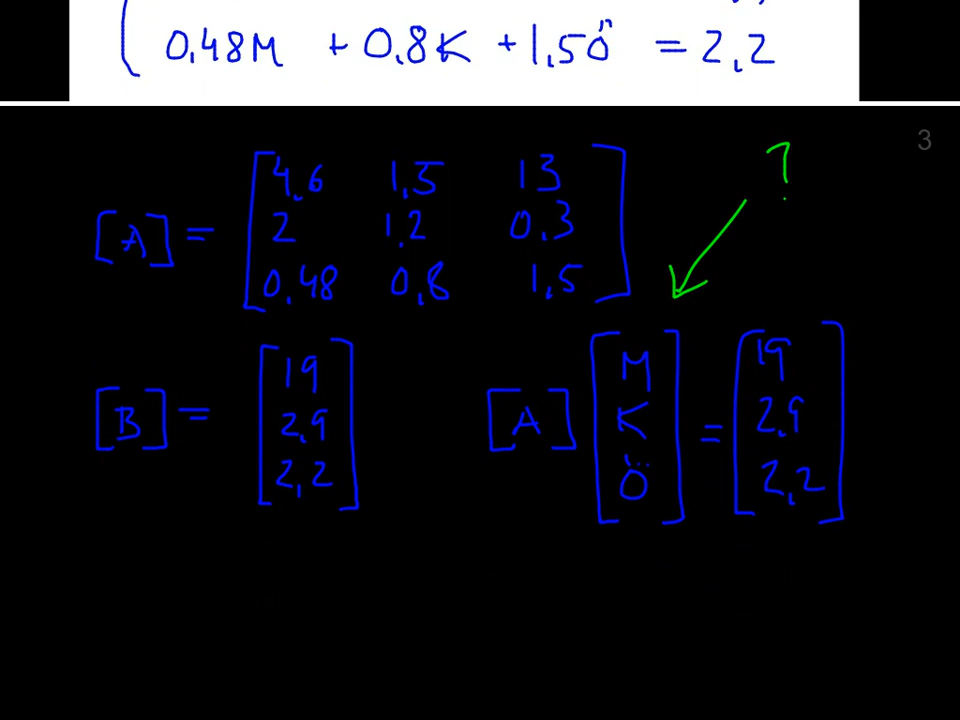 0.48M + 0.8K + 1.5Ö = 2.2
3
?
[A] = [4.6 1.5 13
2 1.2 0.3
0.48 0.8 1.5]
[B] = [19
2.9
2.2]
[A] [M
K
Ö] = [19
2.9
2.2]